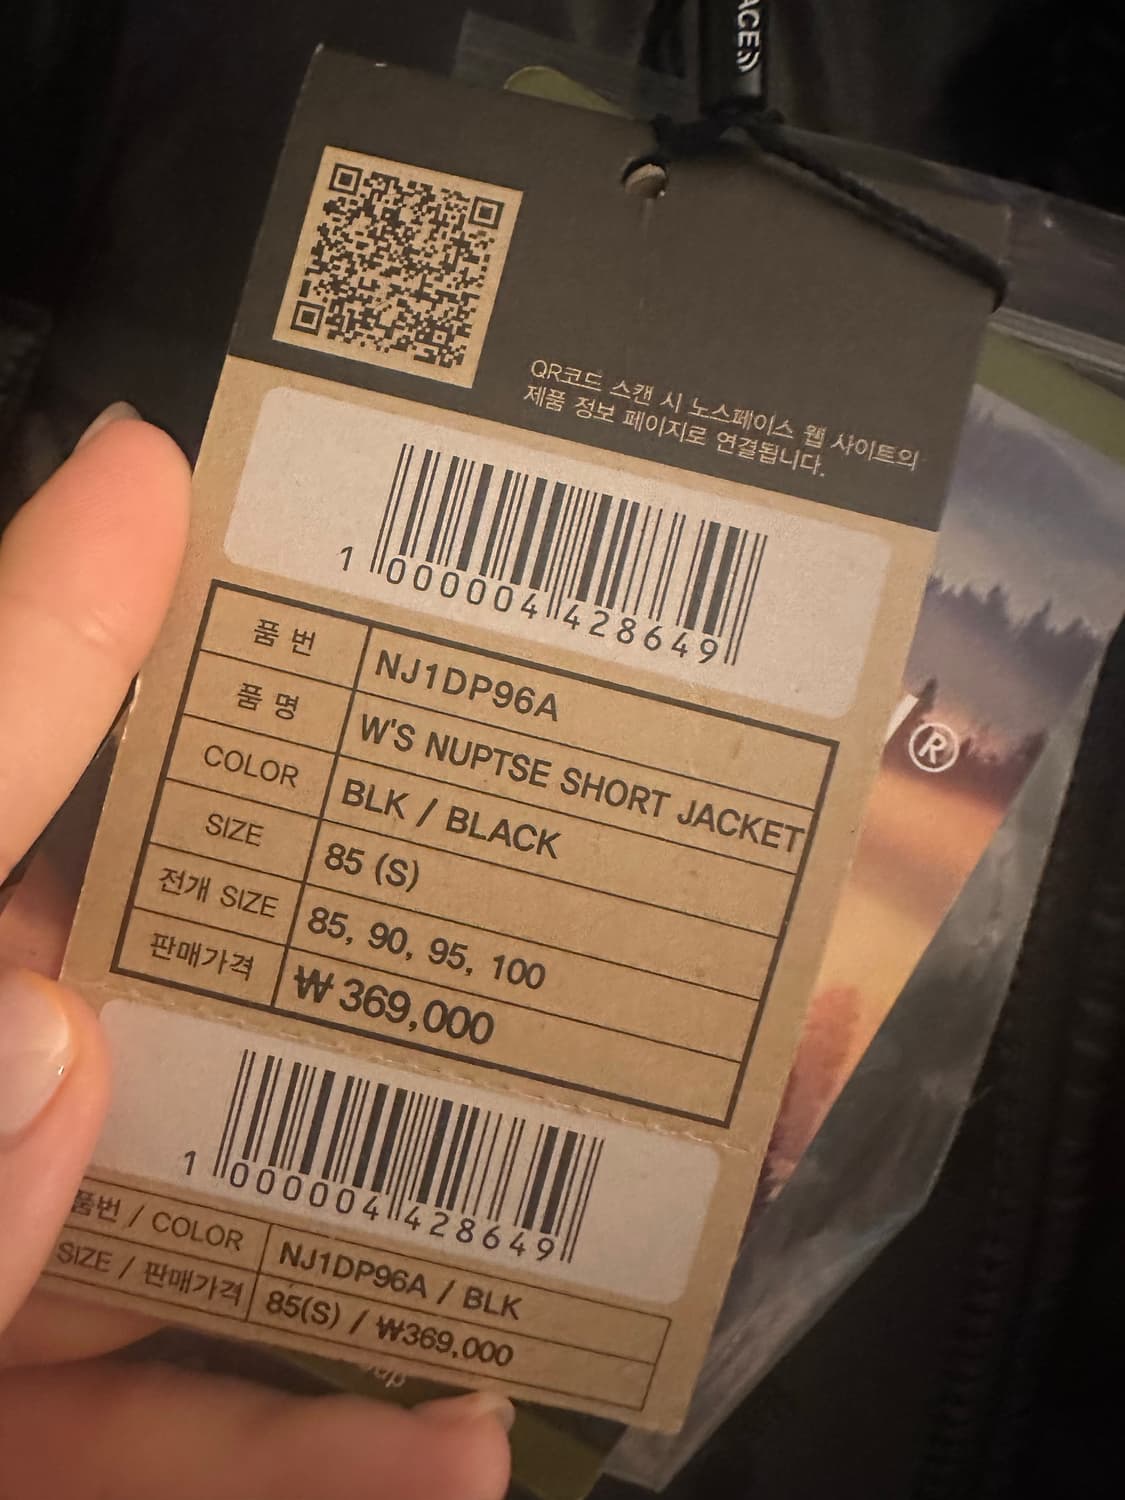 ACE
QR코드 스캔 시 노스페이스 웹 사이트의
제품 정보 페이지로 연결됩니다.
1 000004 428649
품 번 NJ1DP96A
품 명 W'S NUPTSE SHORT JACKET
COLOR BLK / BLACK
SIZE 85 (S)
전개 SIZE 85, 90, 95, 100
판매가격 ₩369,000
®
1 000004 428649
품번 / COLOR NJ1DP96A / BLK
SIZE / 판매가격 85(S) / ₩369,000